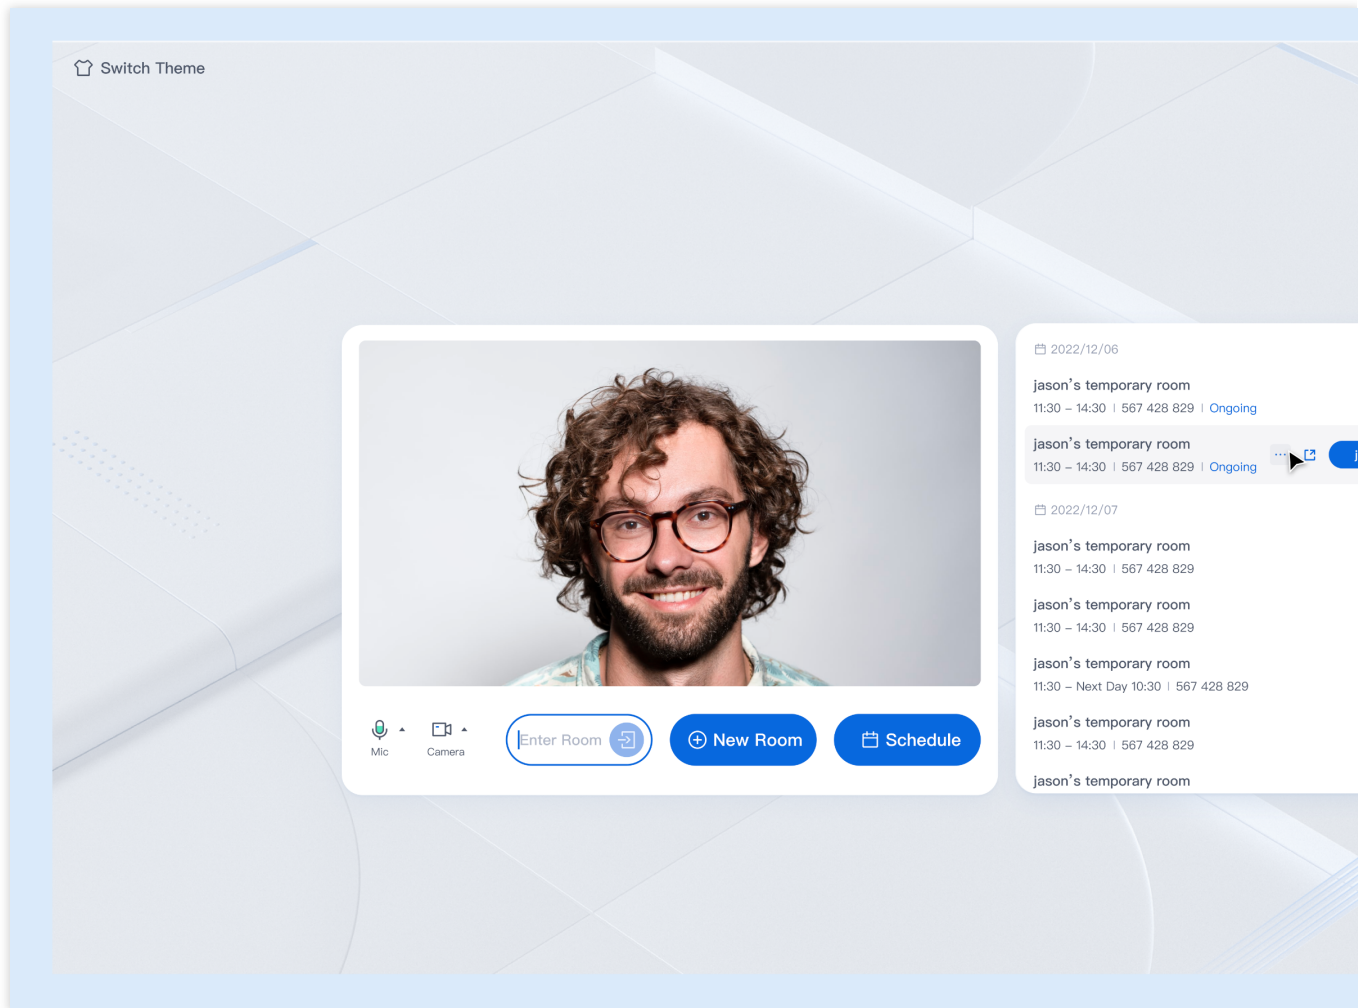 Switch Theme
2022/12/06
jason's temporary room
11:30 – 14:30 | 567 428 829 | Ongoing
jason's temporary room
11:30 – 14:30 | 567 428 829 | Ongoing
···
2022/12/07
jason's temporary room
11:30 – 14:30 | 567 428 829
jason's temporary room
11:30 – 14:30 | 567 428 829
jason's temporary room
11:30 – Next Day 10:30 | 567 428 829
jason's temporary room
11:30 – 14:30 | 567 428 829
jason's temporary room
Mic
Camera
Enter Room
New Room
Schedule